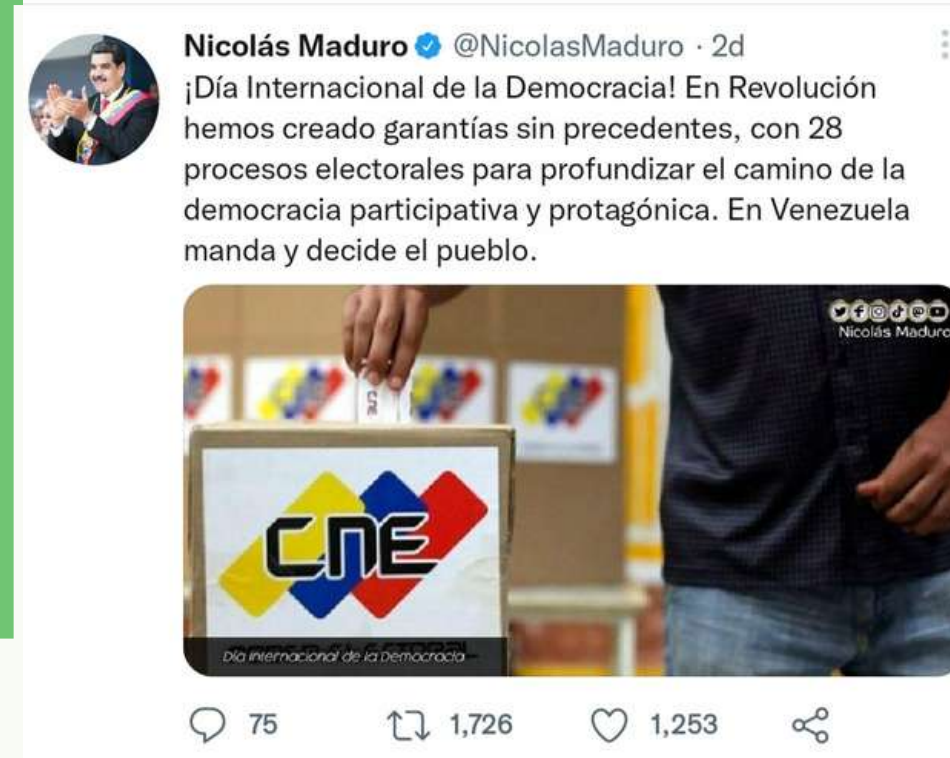 Nicolás Maduro @NicolasMaduro · 2d
¡Día Internacional de la Democracia! En Revolución
hemos creado garantías sin precedentes, con 28
procesos electorales para profundizar el camino de la
democracia participativa y protagónica. En Venezuela
manda y decide el pueblo.
Nicolás Maduro
CNE
CNE
Día Internacional de la Democracia
75 1,726 1,253